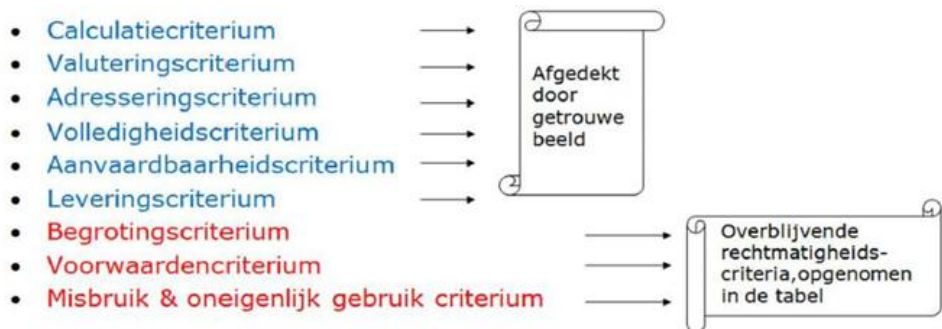 • Calculatiecriterium
• Valuteringscriterium
• Adresseringscriterium
• Volledigheidscriterium
• Aanvaardbaarheidscriterium
• Leveringscriterium
• Begrotingscriterium
• Voorwaardencriterium
• Misbruik & oneigenlijk gebruik criterium
Afgedekt
door
getrouwe
beeld
Overblijvende
rechtmatigheids-
criteria,opgenomen
in de tabel